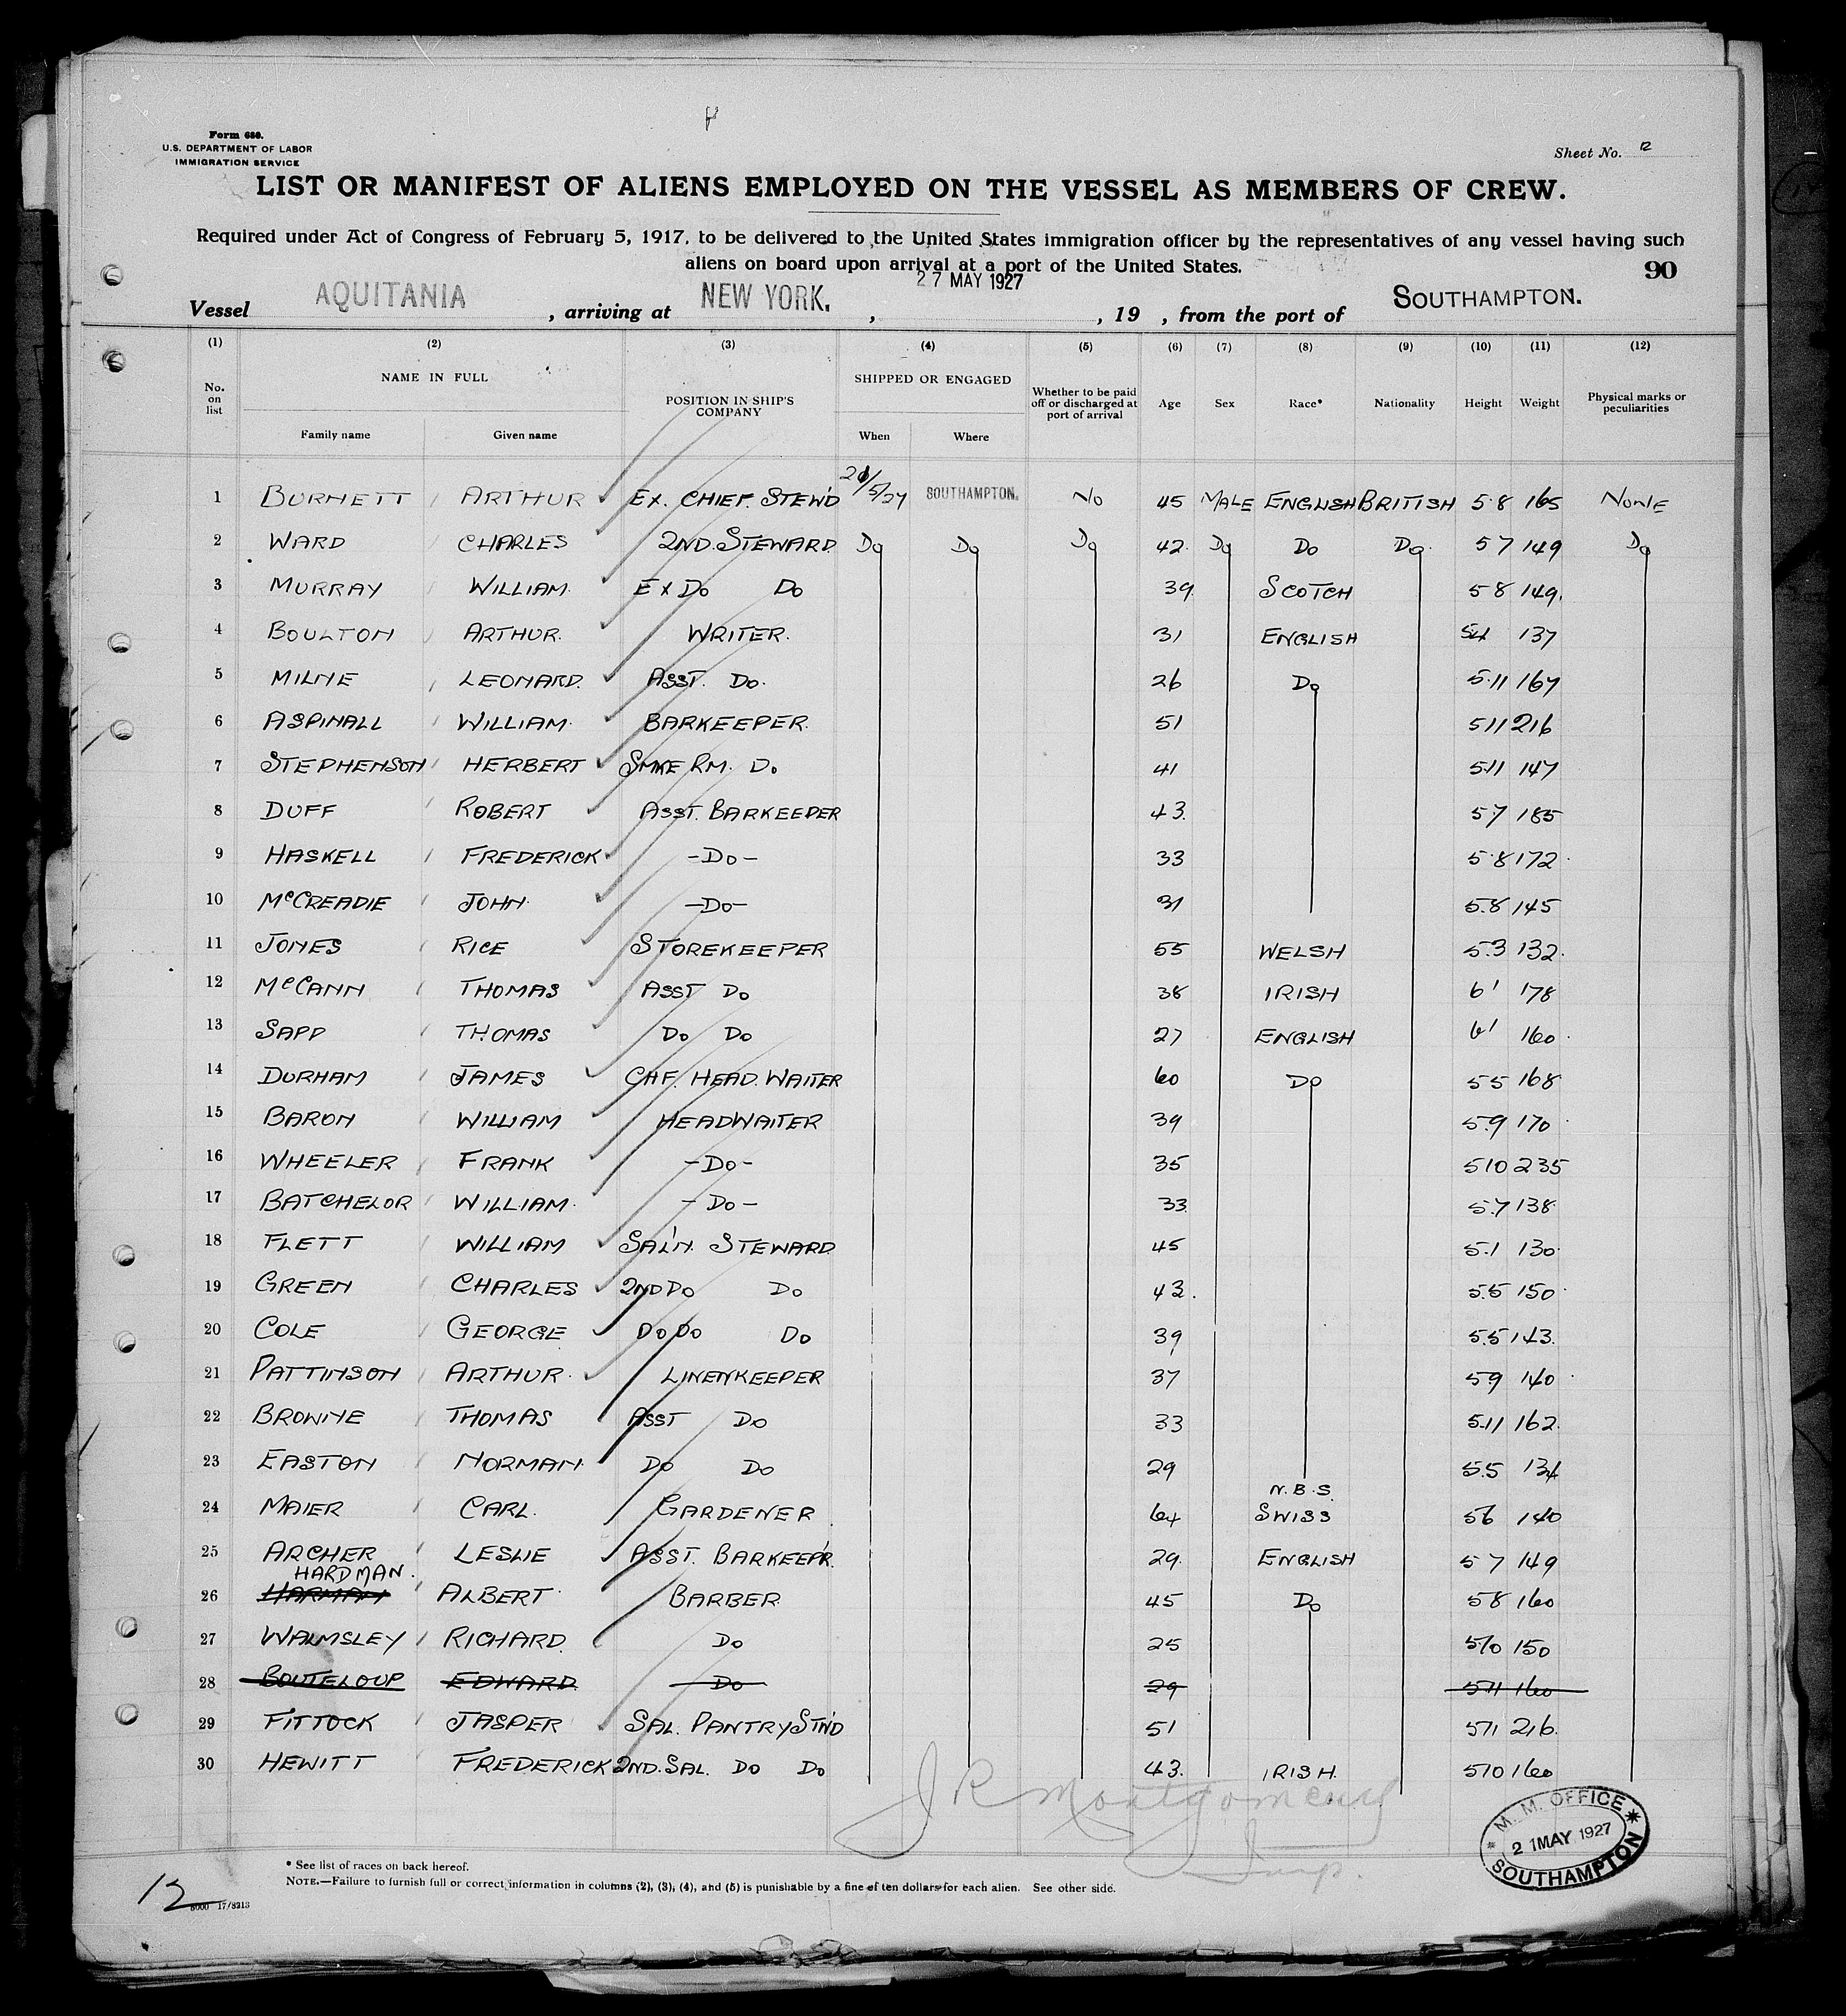 Form 680.
U.S. DEPARTMENT OF LABOR
IMMIGRATION SERVICE
Sheet No. 12
LIST OR MANIFEST OF ALIENS EMPLOYED ON THE VESSEL AS MEMBERS OF CREW.
Required under Act of Congress of February 5, 1917, to be delivered to the United States immigration officer by the representatives of any vessel having such
aliens on board upon arrival at a port of the United States.
90
27 MAY 1927
Vessel AQUITANIA, arriving at NEW YORK., , 19 , from the port of SOUTHAMPTON.
(1) (2) (3) (4) (5) (6) (7) (8) (9) (10) (11) (12)
No. on list NAME IN FULL POSITION IN SHIP'S COMPANY SHIPPED OR ENGAGED Whether to be paid off or discharged at port of arrival Age Sex Race* Nationality Height Weight Physical marks or peculiarities
Family name Given name When Where
1 BURNETT ARTHUR EX. CHIEF. STEW'D 21/5/27 SOUTHAMPTON. No 45 MALE ENGLISH BRITISH 5.8 165 NONE
2 WARD CHARLES 2ND. STEWARD. Do Do Do 42. Do Do Do. 5 7 149 Do
3 MURRAY WILLIAM. EX Do Do 39. SCOTCH 5 8 149.
4 BOULTON ARTHUR. WRITER. 31 ENGLISH 54 137
5 MILNE LEONARD. ASST. Do. 26 Do 5.11 167
6 ASPINALL WILLIAM. BARKEEPER. 51 511 216
7 STEPHENSON HERBERT SMKE RM. Do 41 5.11 147
8 DUFF ROBERT ASST. BARKEEPER 43. 5.7 185
9 HASKELL FREDERICK -Do- 33 5.8 172.
10 McCREADIE JOHN. -Do- 31 5.8 145
11 JONES RICE STOREKEEPER 55 WELSH 5.3 132.
12 McCANN THOMAS ASST Do 38 IRISH 6' 178
13 SAPP THOMAS Do Do 27 ENGLISH 6' 160.
14 DURHAM JAMES CHF. HEAD. WAITER 60 Do 5 5 168
15 BARON WILLIAM HEADWAITER 39 5.9 170.
16 WHEELER FRANK -Do- 35 510 235
17 BATCHELOR WILLIAM. -Do- 33. 5.7 138.
18 FLETT WILLIAM SAL'N. STEWARD. 45 5.1 130.
19 GREEN CHARLES 2ND Do Do 43. 5.5 150.
20 COLE GEORGE Do Do Do 39 5.5 143.
21 PATTINSON ARTHUR. LINENKEEPER 37 59 140.
22 BROWNE THOMAS ASST Do 33 5.11 162.
23 EASTON NORMAN. Do Do 29 5.5 134
N.B.S.
24 MAIER CARL. GARDENER 64 SWISS 56 140
25 ARCHER LESLIE ASST. BARKEEP'R. 29. ENGLISH 5 7 149
HARDMAN.
26 HARMAN ALBERT. BARBER 45 Do 58 160
27 WALMSLEY RICHARD. Do 25 5.10 150
28 BOUTELOUP EDWARD. Do 29 511 160
29 FITTOCK JASPER SAL. PANTRY STW'D 51 511 216.
30 HEWITT FREDERICK 2ND. SAL. Do Do 43. IRISH. 510 160
J R Montgomery
Insp.
M. M. OFFICE
21 MAY 1927
SOUTHAMPTON
* See list of races on back hereof.
NOTE.—Failure to furnish full or correct information in columns (2), (3), (4), and (5) is punishable by a fine of ten dollars for each alien. See other side.
12
6000 17/8213